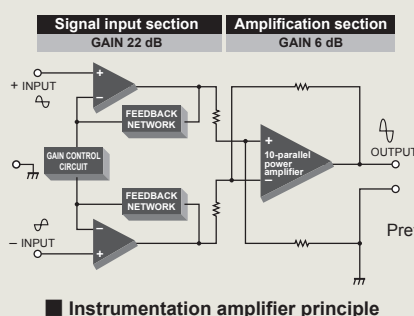 Signal input section
Amplification section
GAIN 22 dB
GAIN 6 dB
+ INPUT
FEEDBACK
NETWORK
GAIN CONTROL
CIRCUIT
10-parallel
power
amplifier
OUTPUT
FEEDBACK
NETWORK
− INPUT
Pre
■ Instrumentation amplifier principle